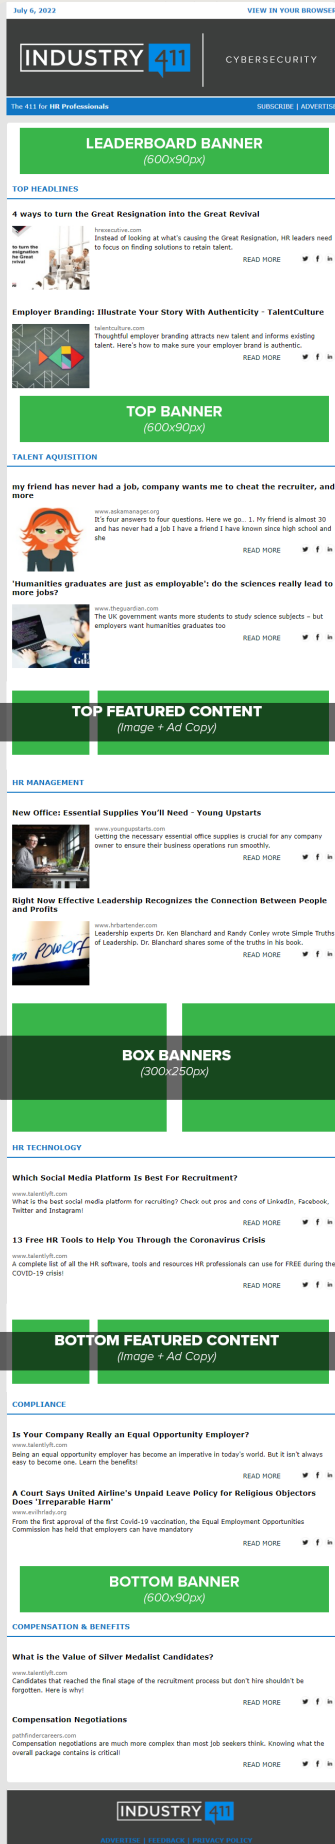 July 6, 2022 VIEW IN YOUR BROWSER
INDUSTRY 411 CYBERSECURITY
The 411 for HR Professionals SUBSCRIBE | ADVERTISE
LEADERBOARD BANNER
(600x90px)
TOP HEADLINES
4 ways to turn the Great Resignation into the Great Revival
hrexecutive.com
Instead of looking at what's causing the Great Resignation, HR leaders need
to focus on finding solutions to retain talent.
READ MORE
Employer Branding: Illustrate Your Story With Authenticity - TalentCulture
talentculture.com
Thoughtful employer branding attracts new talent and informs existing
talent. Here's how to make sure your employer brand is authentic.
READ MORE
TOP BANNER
(600x90px)
TALENT AQUISITION
my friend has never had a job, company wants me to cheat the recruiter, and
more
www.askamanager.org
It's four answers to four questions. Here we go… 1. My friend is almost 30
and has never had a job I have a friend I have known since high school and
she
READ MORE
'Humanities graduates are just as employable': do the sciences really lead to
more jobs?
www.theguardian.com
The UK government wants more students to study science subjects – but
employers want humanities graduates too
READ MORE
TOP FEATURED CONTENT
(Image + Ad Copy)
HR MANAGEMENT
New Office: Essential Supplies You'll Need - Young Upstarts
www.youngupstarts.com
Getting the necessary essential office supplies is crucial for any company
owner to ensure their business operations run smoothly.
READ MORE
Right Now Effective Leadership Recognizes the Connection Between People
and Profits
www.hrbartender.com
Leadership experts Dr. Ken Blanchard and Randy Conley wrote Simple Truths
of Leadership. Dr. Blanchard shares some of the truths in his book.
READ MORE
BOX BANNERS
(300x250px)
HR TECHNOLOGY
Which Social Media Platform Is Best For Recruitment?
www.talentlyft.com
What is the best social media platform for recruiting? Check out pros and cons of LinkedIn, Facebook,
Twitter and Instagram!
READ MORE
13 Free HR Tools to Help You Through the Coronavirus Crisis
www.talentlyft.com
A complete list of all the HR software, tools and resources HR professionals can use for FREE during the
COVID-19 crisis!
READ MORE
BOTTOM FEATURED CONTENT
(Image + Ad Copy)
COMPLIANCE
Is Your Company Really an Equal Opportunity Employer?
www.talentlyft.com
Being an equal opportunity employer has become an imperative in today's world. But it isn't always
easy to become one. Learn the benefits!
READ MORE
A Court Says United Airline's Unpaid Leave Policy for Religious Objectors
Does 'Irreparable Harm'
www.evilhrlady.org
From the first approval of the first Covid-19 vaccination, the Equal Employment Opportunities
Commission has held that employers can have mandatory
READ MORE
BOTTOM BANNER
(600x90px)
COMPENSATION & BENEFITS
What is the Value of Silver Medalist Candidates?
www.talentlyft.com
Candidates that reached the final stage of the recruitment process but don't hire shouldn't be
forgotten. Here is why!
READ MORE
Compensation Negotiations
pathfindercareers.com
Compensation negotiations are much more complex than most job seekers think. Knowing what the
overall package contains is critical!
READ MORE
INDUSTRY 411
ADVERTISE | FEEDBACK | PRIVACY POLICY